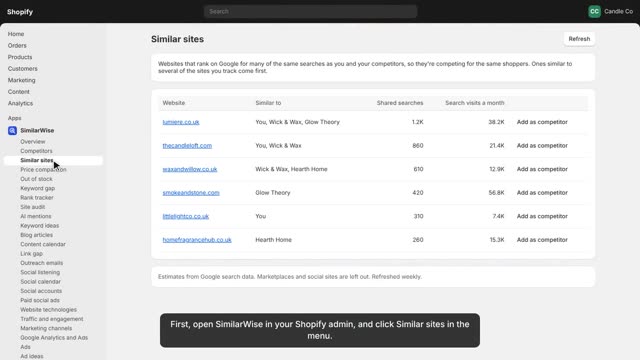 Shopify
Search
CC
Candle Co
Home
Orders
Products
Customers
Marketing
Content
Analytics
Apps
SimilarWise
Overview
Competitors
Similar sites
Price comparison
Out of stock
Keyword gap
Rank tracker
Site audit
AI mentions
Keyword ideas
Blog articles
Content calendar
Link gap
Outreach emails
Social listening
Social calendar
Social accounts
Paid social ads
Website technologies
Traffic and engagement
Marketing channels
Google Analytics and Ads
Ads
Ad ideas
Similar sites
Refresh
Websites that rank on Google for many of the same searches as you and your competitors, so they're competing for the same shoppers. Ones similar to
several of the sites you track come first.
Website Similar to Shared searches Search visits a month
lumiere.co.uk You, Wick & Wax, Glow Theory 1.2K 38.2K Add as competitor
thecandleloft.com You, Wick & Wax 860 21.4K Add as competitor
waxandwillow.co.uk Wick & Wax, Hearth Home 610 12.9K Add as competitor
smokeandstone.com Glow Theory 420 56.8K Add as competitor
littlelightco.co.uk You 310 7.4K Add as competitor
homefragrancehub.co.uk Hearth Home 260 15.3K Add as competitor
Estimates from Google search data. Marketplaces and social sites are left out. Refreshed weekly.
First, open SimilarWise in your Shopify admin, and click Similar sites in the
menu.